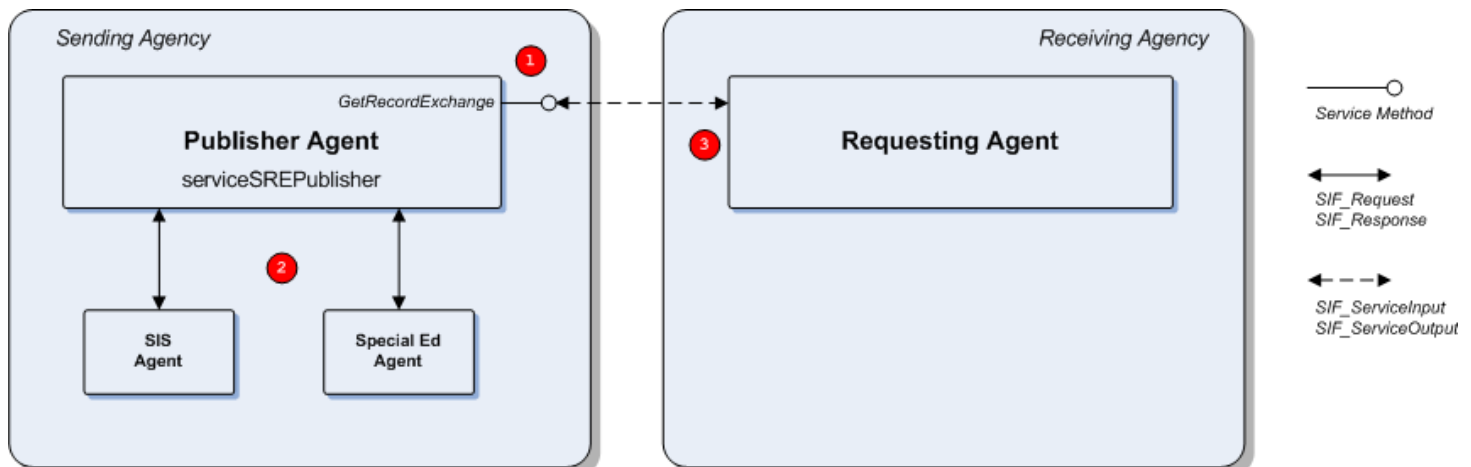 Sending Agency
1
GetRecordExchange
Publisher Agent
serviceSREPublisher
2
SIS
Agent
Special Ed
Agent
Receiving Agency
3
Requesting Agent
Service Method
SIF_Request
SIF_Response
SIF_ServiceInput
SIF_ServiceOutput